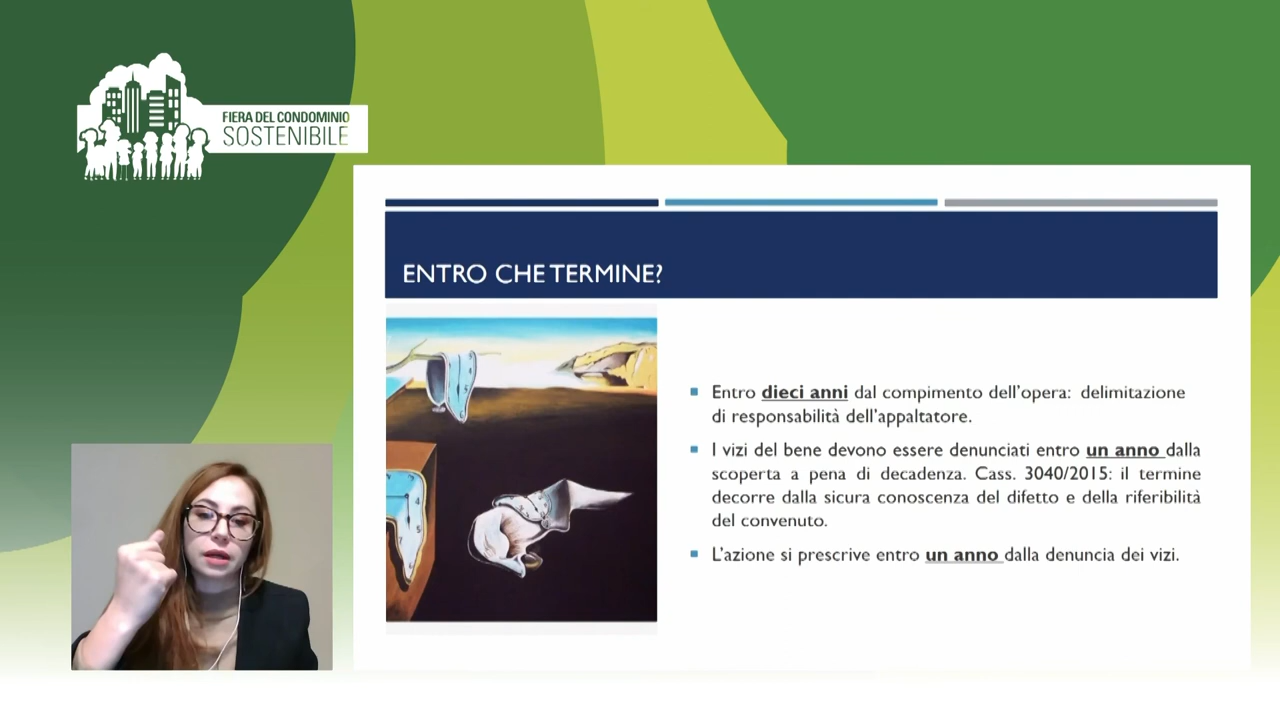 FIERA DEL CONDOMINIO
SOSTENIBILE
ENTRO CHE TERMINE?
Entro dieci anni dal compimento dell'opera: delimitazione
di responsabilità dell'appaltatore.
I vizi del bene devono essere denunciati entro un anno dalla
scoperta a pena di decadenza. Cass. 3040/2015: il termine
decorre dalla sicura conoscenza del difetto e della riferibilità
del convenuto.
L'azione si prescrive entro un anno dalla denuncia dei vizi.